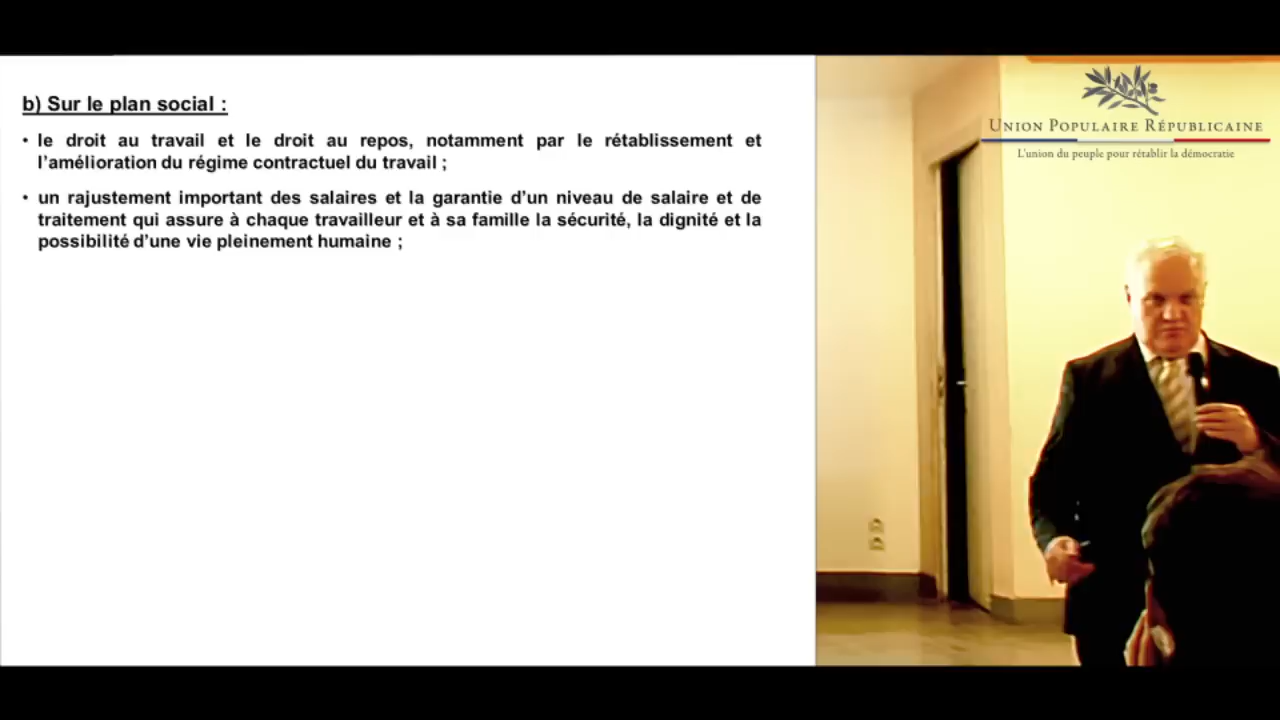 b) Sur le plan social :
• le droit au travail et le droit au repos, notamment par le rétablissement et
l’amélioration du régime contractuel du travail ;
• un rajustement important des salaires et la garantie d’un niveau de salaire et de
traitement qui assure à chaque travailleur et à sa famille la sécurité, la dignité et la
possibilité d’une vie pleinement humaine ;
UNION POPULAIRE RÉPUBLICAINE
L’union du peuple pour rétablir la démocratie